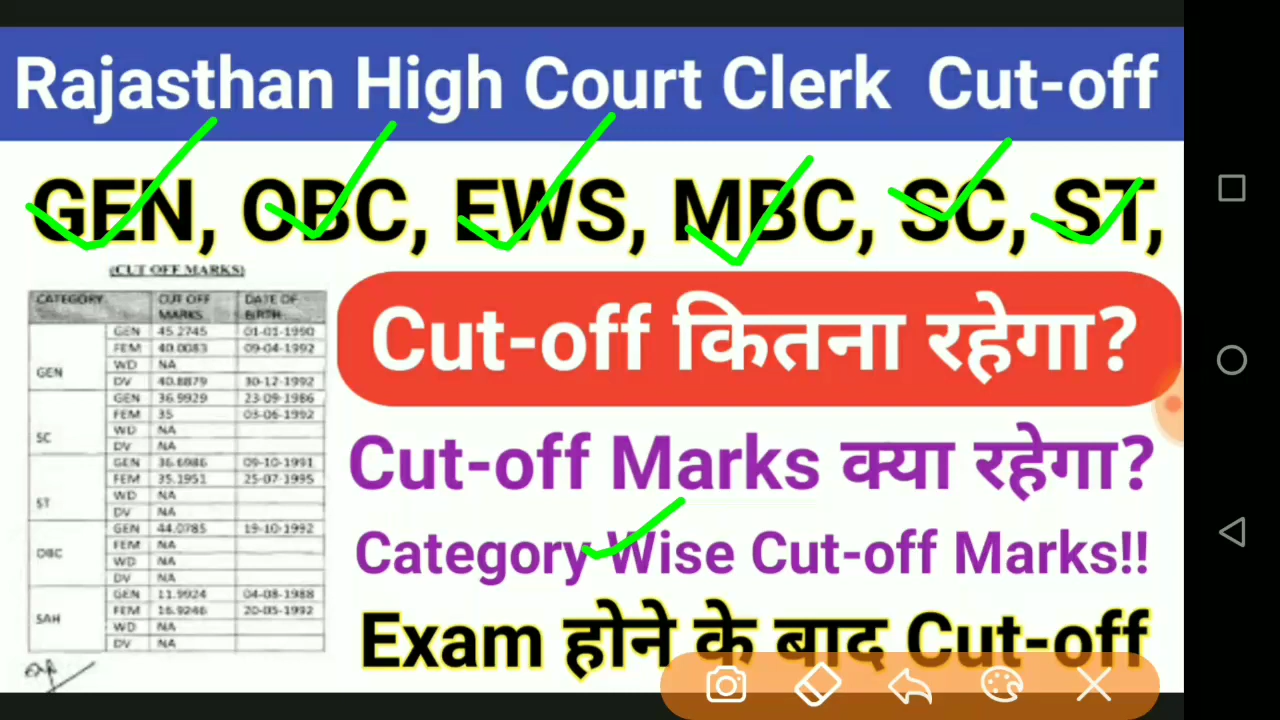 Rajasthan High Court Clerk Cut-off
GEN, OBC, EWS, MBC, SC, ST,
(CUT OFF MARKS)
CATEGORY CUT OFF MARKS DATE OF BIRTH
GEN
GEN 45.2745 01-01-1990
FEM 40.0083 09-04-1992
WD NA
DV 40.8879 30-12-1992
SC
GEN 36.9929 23-09-1986
FEM 35 03-06-1992
WD NA
DV NA
ST
GEN 36.6986 09-10-1991
FEM 35.1951 25-07-1995
WD NA
DV NA
OBC
GEN 44.0785 19-10-1992
FEM NA
WD NA
DV NA
SAH
GEN 11.9924 04-08-1988
FEM 16.9246 20-05-1992
WD NA
DV NA
Cut-off कितना रहेगा?
Cut-off Marks क्या रहेगा?
Category Wise Cut-off Marks!!
Exam होने के बाद Cut-off